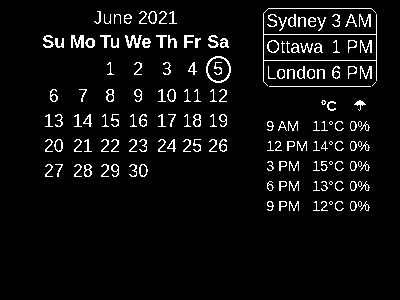 June 2021
Su Mo Tu We Th Fr Sa
1 2 3 4 5
6 7 8 9 10 11 12
13 14 15 16 17 18 19
20 21 22 23 24 25 26
27 28 29 30
Sydney 3 AM
Ottawa 1 PM
London 6 PM
°C
9 AM 11°C 0%
12 PM 14°C 0%
3 PM 15°C 0%
6 PM 13°C 0%
9 PM 12°C 0%